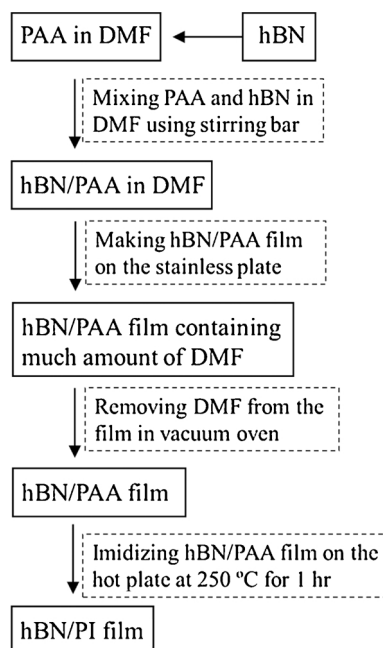 PAA in DMF
hBN
Mixing PAA and hBN in
DMF using stirring bar
hBN/PAA in DMF
Making hBN/PAA film
on the stainless plate
hBN/PAA film containing
much amount of DMF
Removing DMF from the
film in vacuum oven
hBN/PAA film
Imidizing hBN/PAA film on the
hot plate at 250 ºC for 1 hr
hBN/PI film